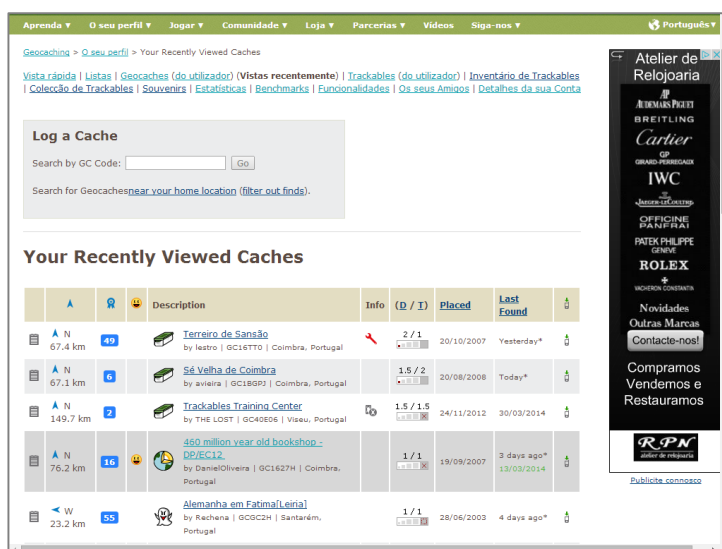 Aprenda ▼ O seu perfil ▼ Jogar ▼ Comunidade ▼ Loja ▼ Parcerias ▼ Vídeos Siga-nos ▼ Português▼
Geocaching > O seu perfil > Your Recently Viewed Caches
Vista rápida | Listas | Geocaches (do utilizador) (Vistas recentemente) | Trackables (do utilizador) | Inventário de Trackables
| Colecção de Trackables | Souvenirs | Estatísticas | Benchmarks | Funcionalidades | Os seus Amigos | Detalhes da sua Conta
Log a Cache
Search by GC Code: Go
Search for Geocachesnear your home location (filter out finds).
Your Recently Viewed Caches
Description Info (D / T) Placed Last
Found
N
67.4 km 49 Terreiro de Sansão
by lestro | GC16TT0 | Coimbra, Portugal 2 / 1 20/10/2007 Yesterday*
N
67.1 km 6 Sé Velha de Coimbra
by avieira | GC1BGPJ | Coimbra, Portugal 1.5 / 2 20/08/2008 Today*
N
149.7 km 2 Trackables Training Center
by THE LOST | GC40E06 | Viseu, Portugal 1.5 / 1.5 24/11/2012 30/03/2014
N
76.2 km 16 460 million year old bookshop -
DP/EC12
by DanielOliveira | GC1627H | Coimbra,
Portugal 1 / 1 19/09/2007 3 days ago*
13/03/2014
W
23.2 km 55 Alemanha em Fatima[Leiria]
by Rechena | GCGC2H | Santarém,
Portugal 1 / 1 28/06/2003 4 days ago*
Atelier de
Relojoaria
AP
AUDEMARS PIGUET
BREITLING
Cartier
GP
GIRARD-PERREGAUX
IWC
JAEGER-LECOULTRE
OFFICINE
PANERAI
PATEK PHILIPPE
GENEVE
ROLEX
VACHERON CONSTANTIN
Novidades
Outras Marcas
Contacte-nos!
Compramos
Vendemos e
Restauramos
RPN
atelier de relojoaria
Publicite connosco